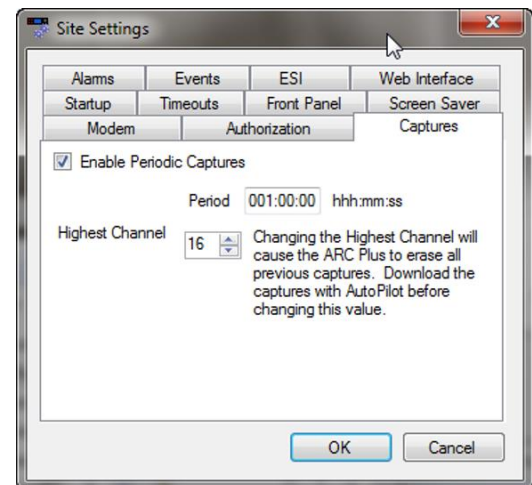 Site Settings
Alarms Events ESI Web Interface
Startup Timeouts Front Panel Screen Saver
Modem Authorization Captures
Enable Periodic Captures
Period 001:00:00 hhh:mm:ss
Highest Channel 16
Changing the Highest Channel will
cause the ARC Plus to erase all
previous captures. Download the
captures with AutoPilot before
changing this value.
OK Cancel